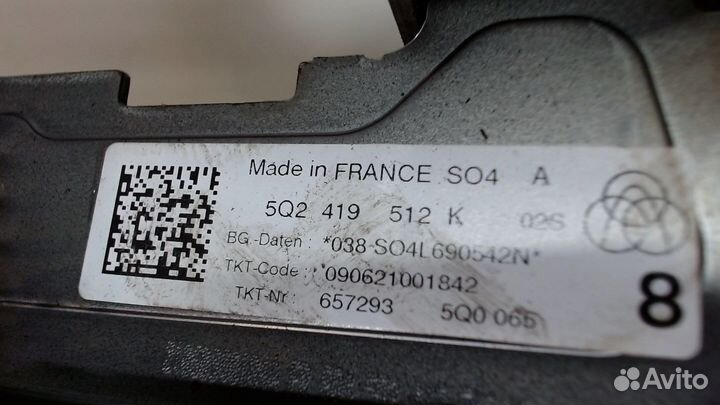 Made in FRANCE SO4 A
5Q2 419 512 K 02S
BG.-Daten : *038-SO4L690542N*
TKT-Code : *090621001842
TKT-Nr : 657293 5Q0 065
8
Avito